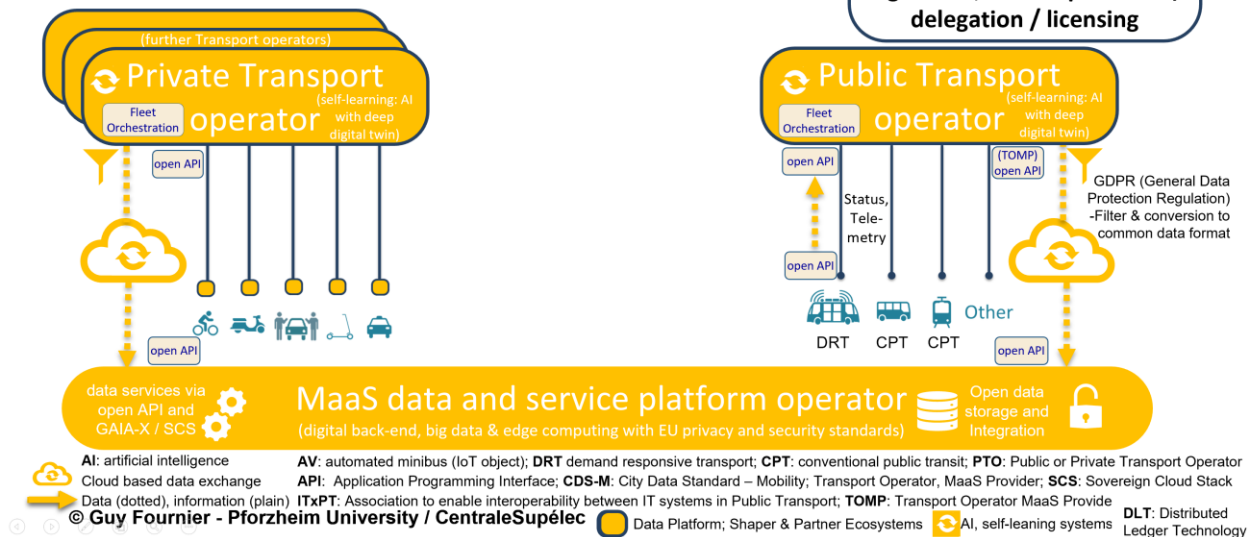 delegation / licensing
(further Transport operators)
Private Transport
operator
(self-learning: AI
with deep
digital twin)
Fleet
Orchestration
open API
Public Transport
operator
(self-learning: AI
with deep
digital twin)
Fleet
Orchestration
open API
(TOMP)
open API
GDPR (General Data
Protection Regulation)
-Filter & conversion to
common data format
Status,
Tele-
metry
open API
Other
DRT
CPT
CPT
open API
open API
data services via
open API and
GAIA-X / SCS
MaaS data and service platform operator
(digital back-end, big data & edge computing with EU privacy and security standards)
Open data
storage and
Integration
AI: artificial intelligence
Cloud based data exchange
Data (dotted), information (plain)
AV: automated minibus (IoT object); DRT demand responsive transport; CPT: conventional public transit; PTO: Public or Private Transport Operator
API: Application Programming Interface; CDS-M: City Data Standard – Mobility; Transport Operator, MaaS Provider; SCS: Sovereign Cloud Stack
ITxPT: Association to enable interoperability between IT systems in Public Transport; TOMP: Transport Operator MaaS Provide
© Guy Fournier - Pforzheim University / CentraleSupélec
Data Platform; Shaper & Partner Ecosystems
AI, self-leaning systems
DLT: Distributed
Ledger Technology